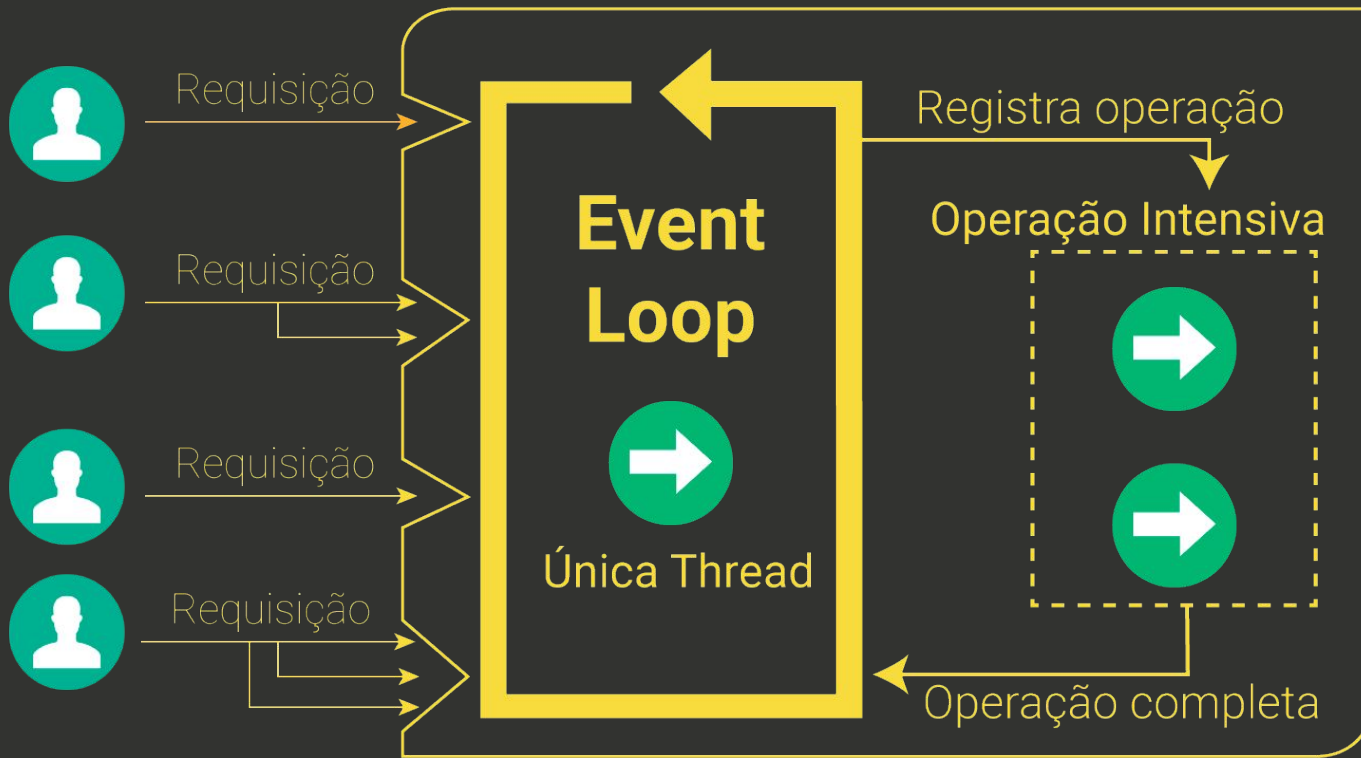 Requisição
Requisição
Requisição
Requisição
Event
Loop
Única Thread
Registra operação
Operação Intensiva
Operação completa